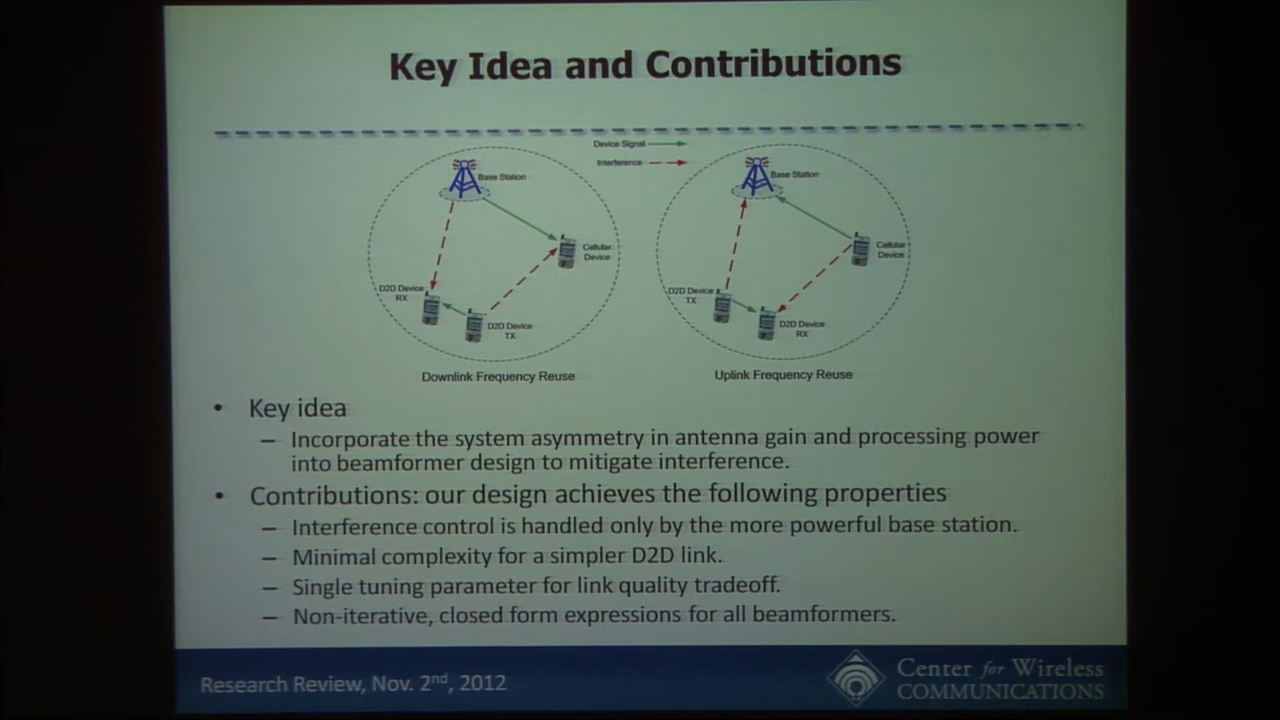 Key Idea and Contributions
Device Signal
Interference
Base Station
Cellular
Device
D2D Device
RX
D2D Device
TX
Downlink Frequency Reuse
Base Station
Cellular
Device
D2D Device
TX
D2D Device
RX
Uplink Frequency Reuse
• Key idea
– Incorporate the system asymmetry in antenna gain and processing power
into beamformer design to mitigate interference.
• Contributions: our design achieves the following properties
– Interference control is handled only by the more powerful base station.
– Minimal complexity for a simpler D2D link.
– Single tuning parameter for link quality tradeoff.
– Non-iterative, closed form expressions for all beamformers.
Research Review, Nov. 2nd, 2012
Center for Wireless
COMMUNICATIONS